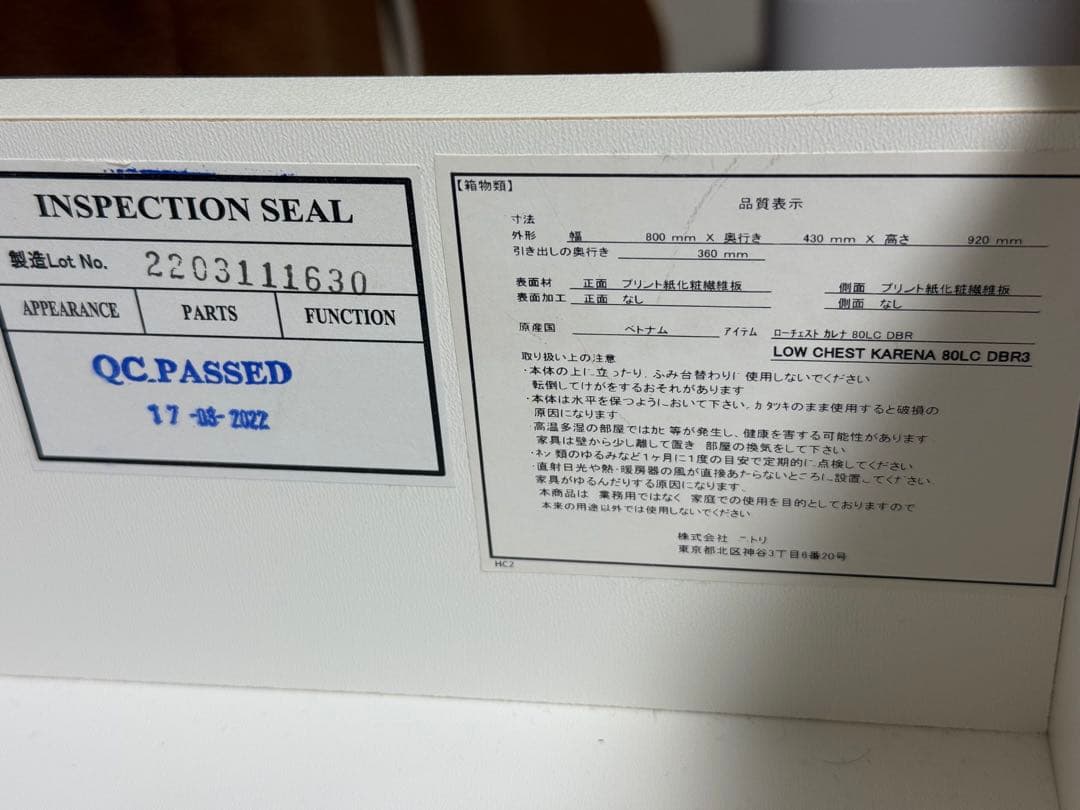 INSPECTION SEAL
製造Lot No. 2203111630
APPEARANCE PARTS FUNCTION
QC.PASSED
17 -03- 2022
【箱物類】
品質表示
寸法
外形 幅 800 mm X 奥行き 430 mm X 高さ 920 mm
引き出しの奥行き 360 mm
表面材 正面 プリント紙化粧繊維板 側面 プリント紙化粧繊維板
表面加工 正面 なし 側面 なし
原産国 ベトナム アイテム ローチェスト カレナ 80LC DBR
LOW CHEST KARENA 80LC DBR3
取り扱い上の注意
・本体の上に立ったり、ふみ台替わりに使用しないでください
転倒してけがをするおそれがあります
・本体は水平を保つようにおいて下さい。カタツキのまま使用すると破損の
原因になります
・高温多湿の部屋ではカビ等が発生し、健康を害する可能性があります
家具は壁から少し離して置き 部屋の換気をして下さい
・ネジ類のゆるみなど1ヶ月に1度の目安で定期的に点検してください
・直射日光や熱・暖房器の風が直接あたらないところに設置してください。
家具がゆるんだりする原因になります。
本商品は 業務用ではなく 家庭での使用を目的としておりますので
本来の用途以外では使用しないでください
株式会社 ニトリ
東京都北区神谷3丁目6番20号
HC2